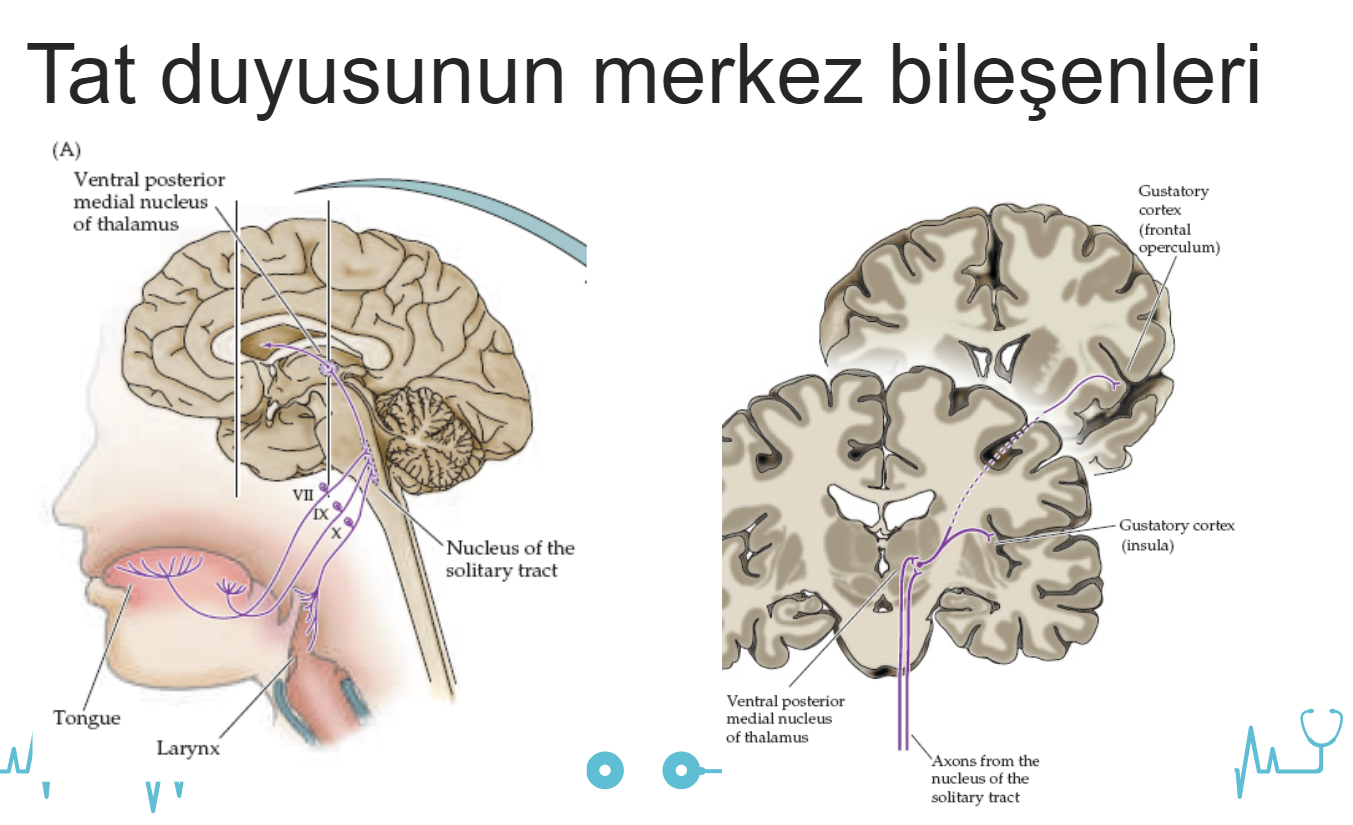 Tat duyusunun merkez bileşenleri
(A)
Ventral posterior
medial nucleus
of thalamus
VII
IX
X
Nucleus of the
solitary tract
Tongue
Larynx
Gustatory
cortex
(frontal
operculum)
Gustatory cortex
(insula)
Ventral posterior
medial nucleus
of thalamus
Axons from the
nucleus of the
solitary tract